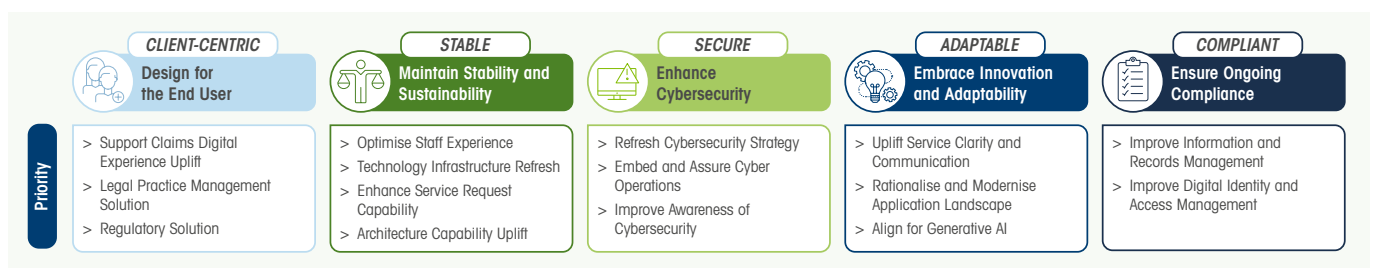 CLIENT-CENTRIC
Design for
the End User
STABLE
Maintain Stability and
Sustainability
SECURE
Enhance
Cybersecurity
ADAPTABLE
Embrace Innovation
and Adaptability
COMPLIANT
Ensure Ongoing
Compliance
Priority
> Support Claims Digital
Experience Uplift
> Legal Practice Management
Solution
> Regulatory Solution
> Optimise Staff Experience
> Technology Infrastructure Refresh
> Enhance Service Request
Capability
> Architecture Capability Uplift
> Refresh Cybersecurity Strategy
> Embed and Assure Cyber
Operations
> Improve Awareness of
Cybersecurity
> Uplift Service Clarity and
Communication
> Rationalise and Modernise
Application Landscape
> Align for Generative AI
> Improve Information and
Records Management
> Improve Digital Identity and
Access Management